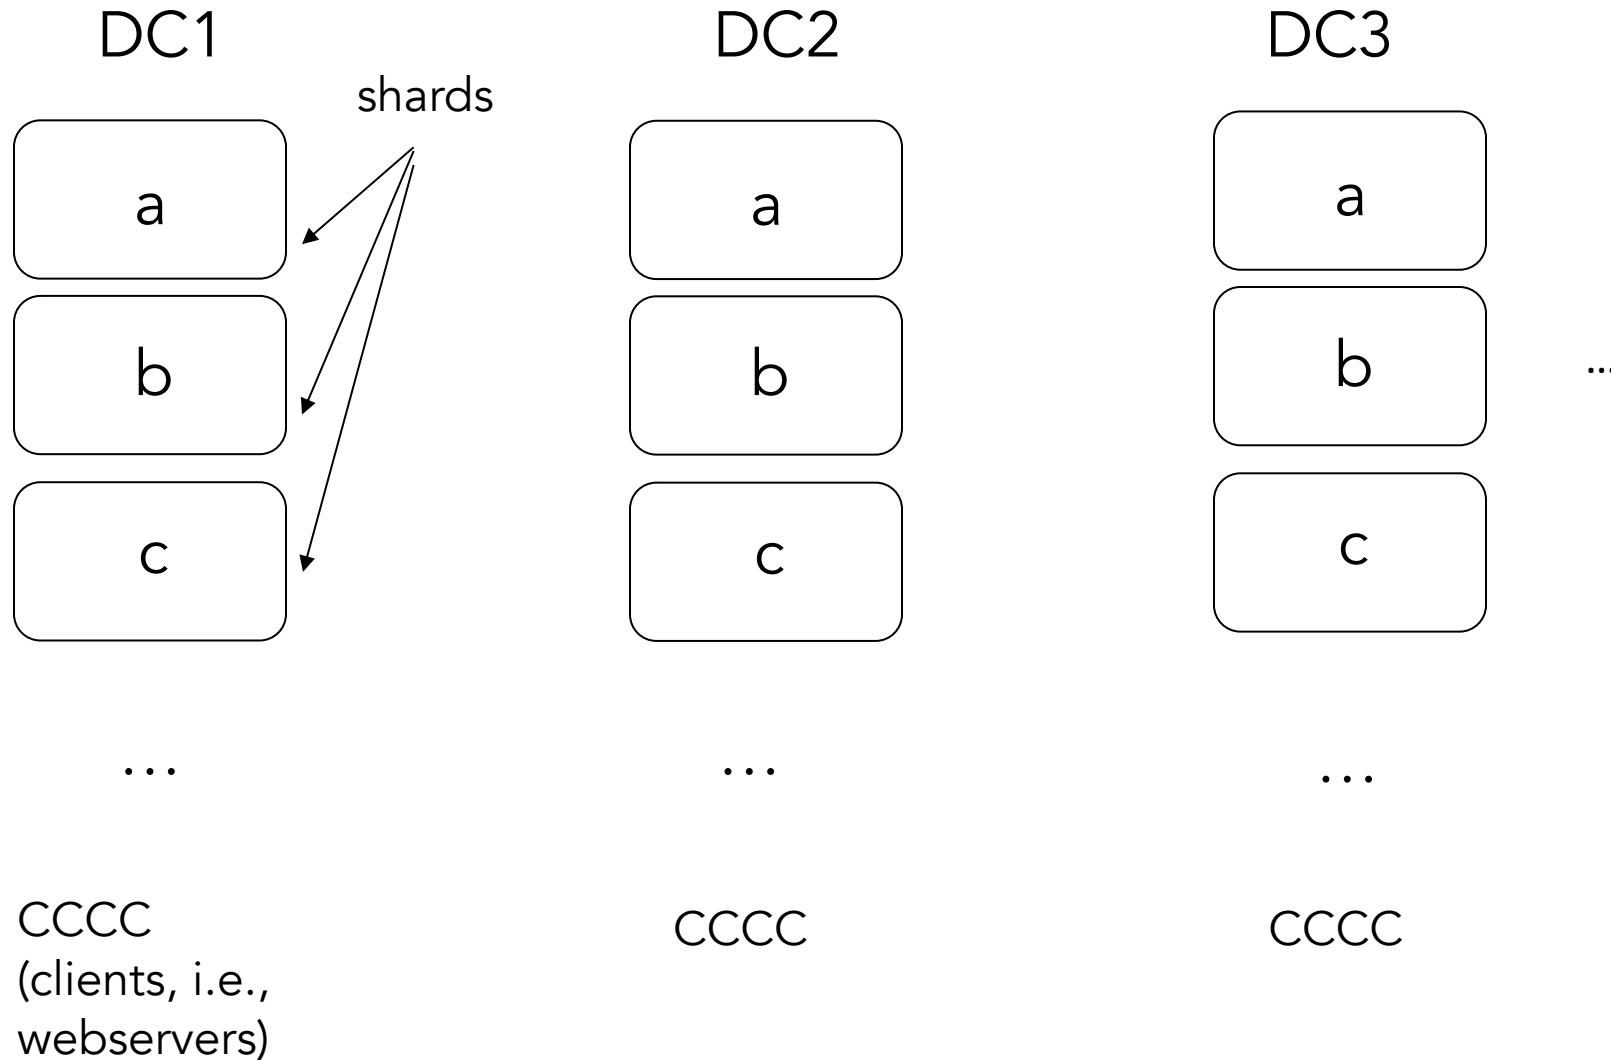 DC1
DC2
DC3
shards
a
a
a
b
b
b
...
c
c
c
...
...
...
CCCC
(clients, i.e.,
webservers)
CCCC
CCCC